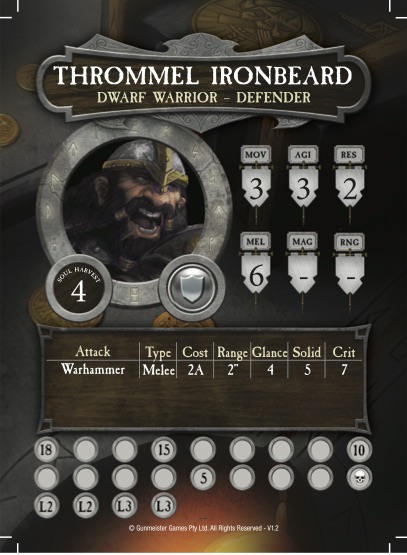 THROMMEL IRONBEARD
DWARF WARRIOR – DEFENDER
MOV AGI RES
3 3 2
MEL MAG RNG
6 - -
SOUL HARVEST
4
Attack Type Cost Range Glance Solid Crit
Warhammer Melee 2A 2" 4 5 7
18 15 10
5
L2 L2 L3 L3
© Gunmeister Games Pty Ltd. All Rights Reserved - V1.2